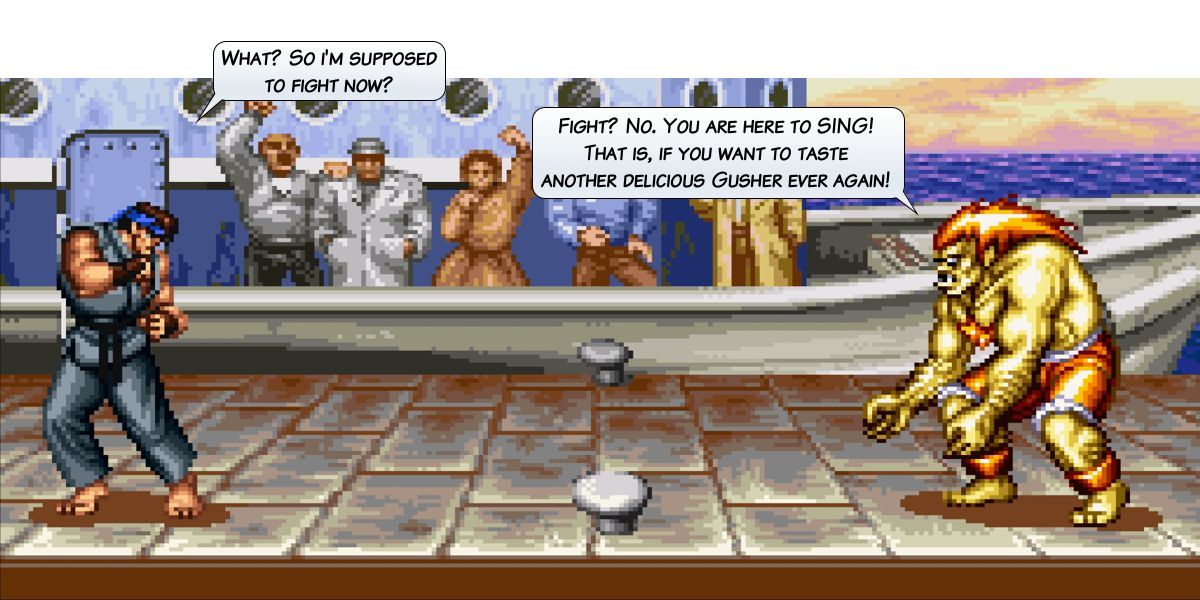 What? So i'm supposed
to fight now?
Fight? No. You are here to SING!
That is, if you want to taste
another delicious Gusher ever again!